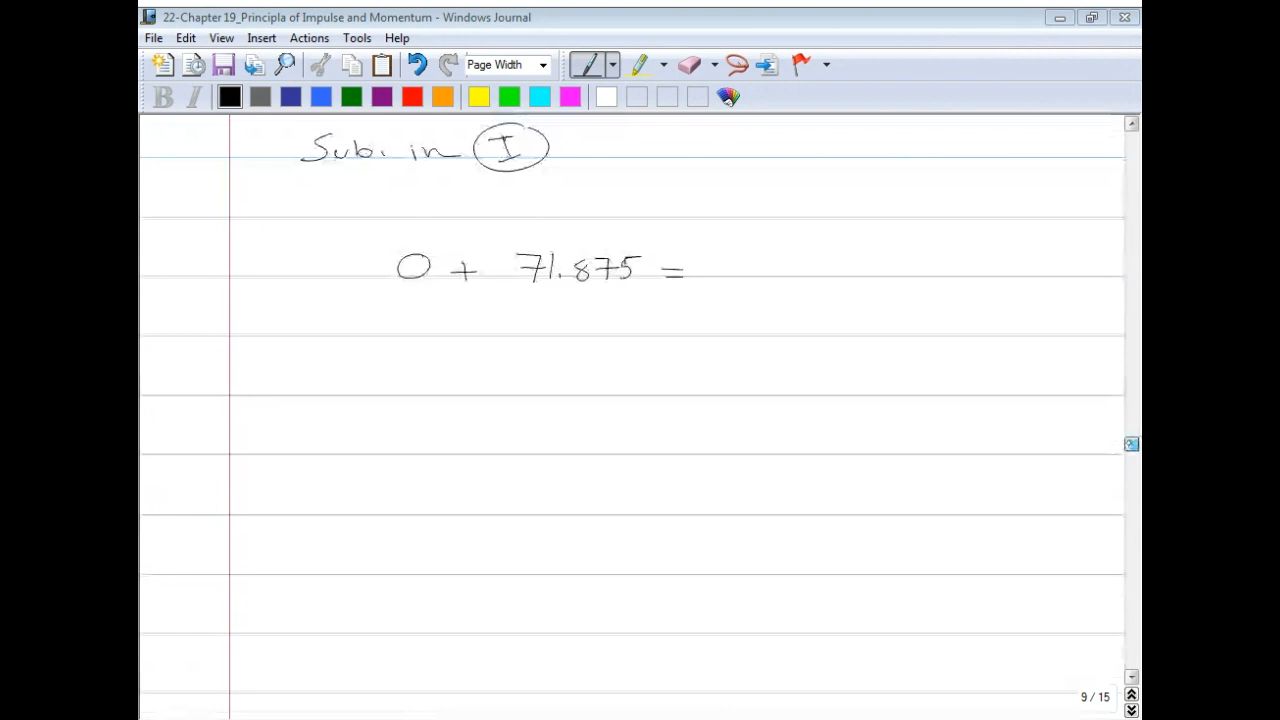 22-Chapter 19_Principla of Impulse and Momentum - Windows Journal
File Edit View Insert Actions Tools Help
Page Width
B I
Sub. in I
0 + 71.875 =
9 / 15